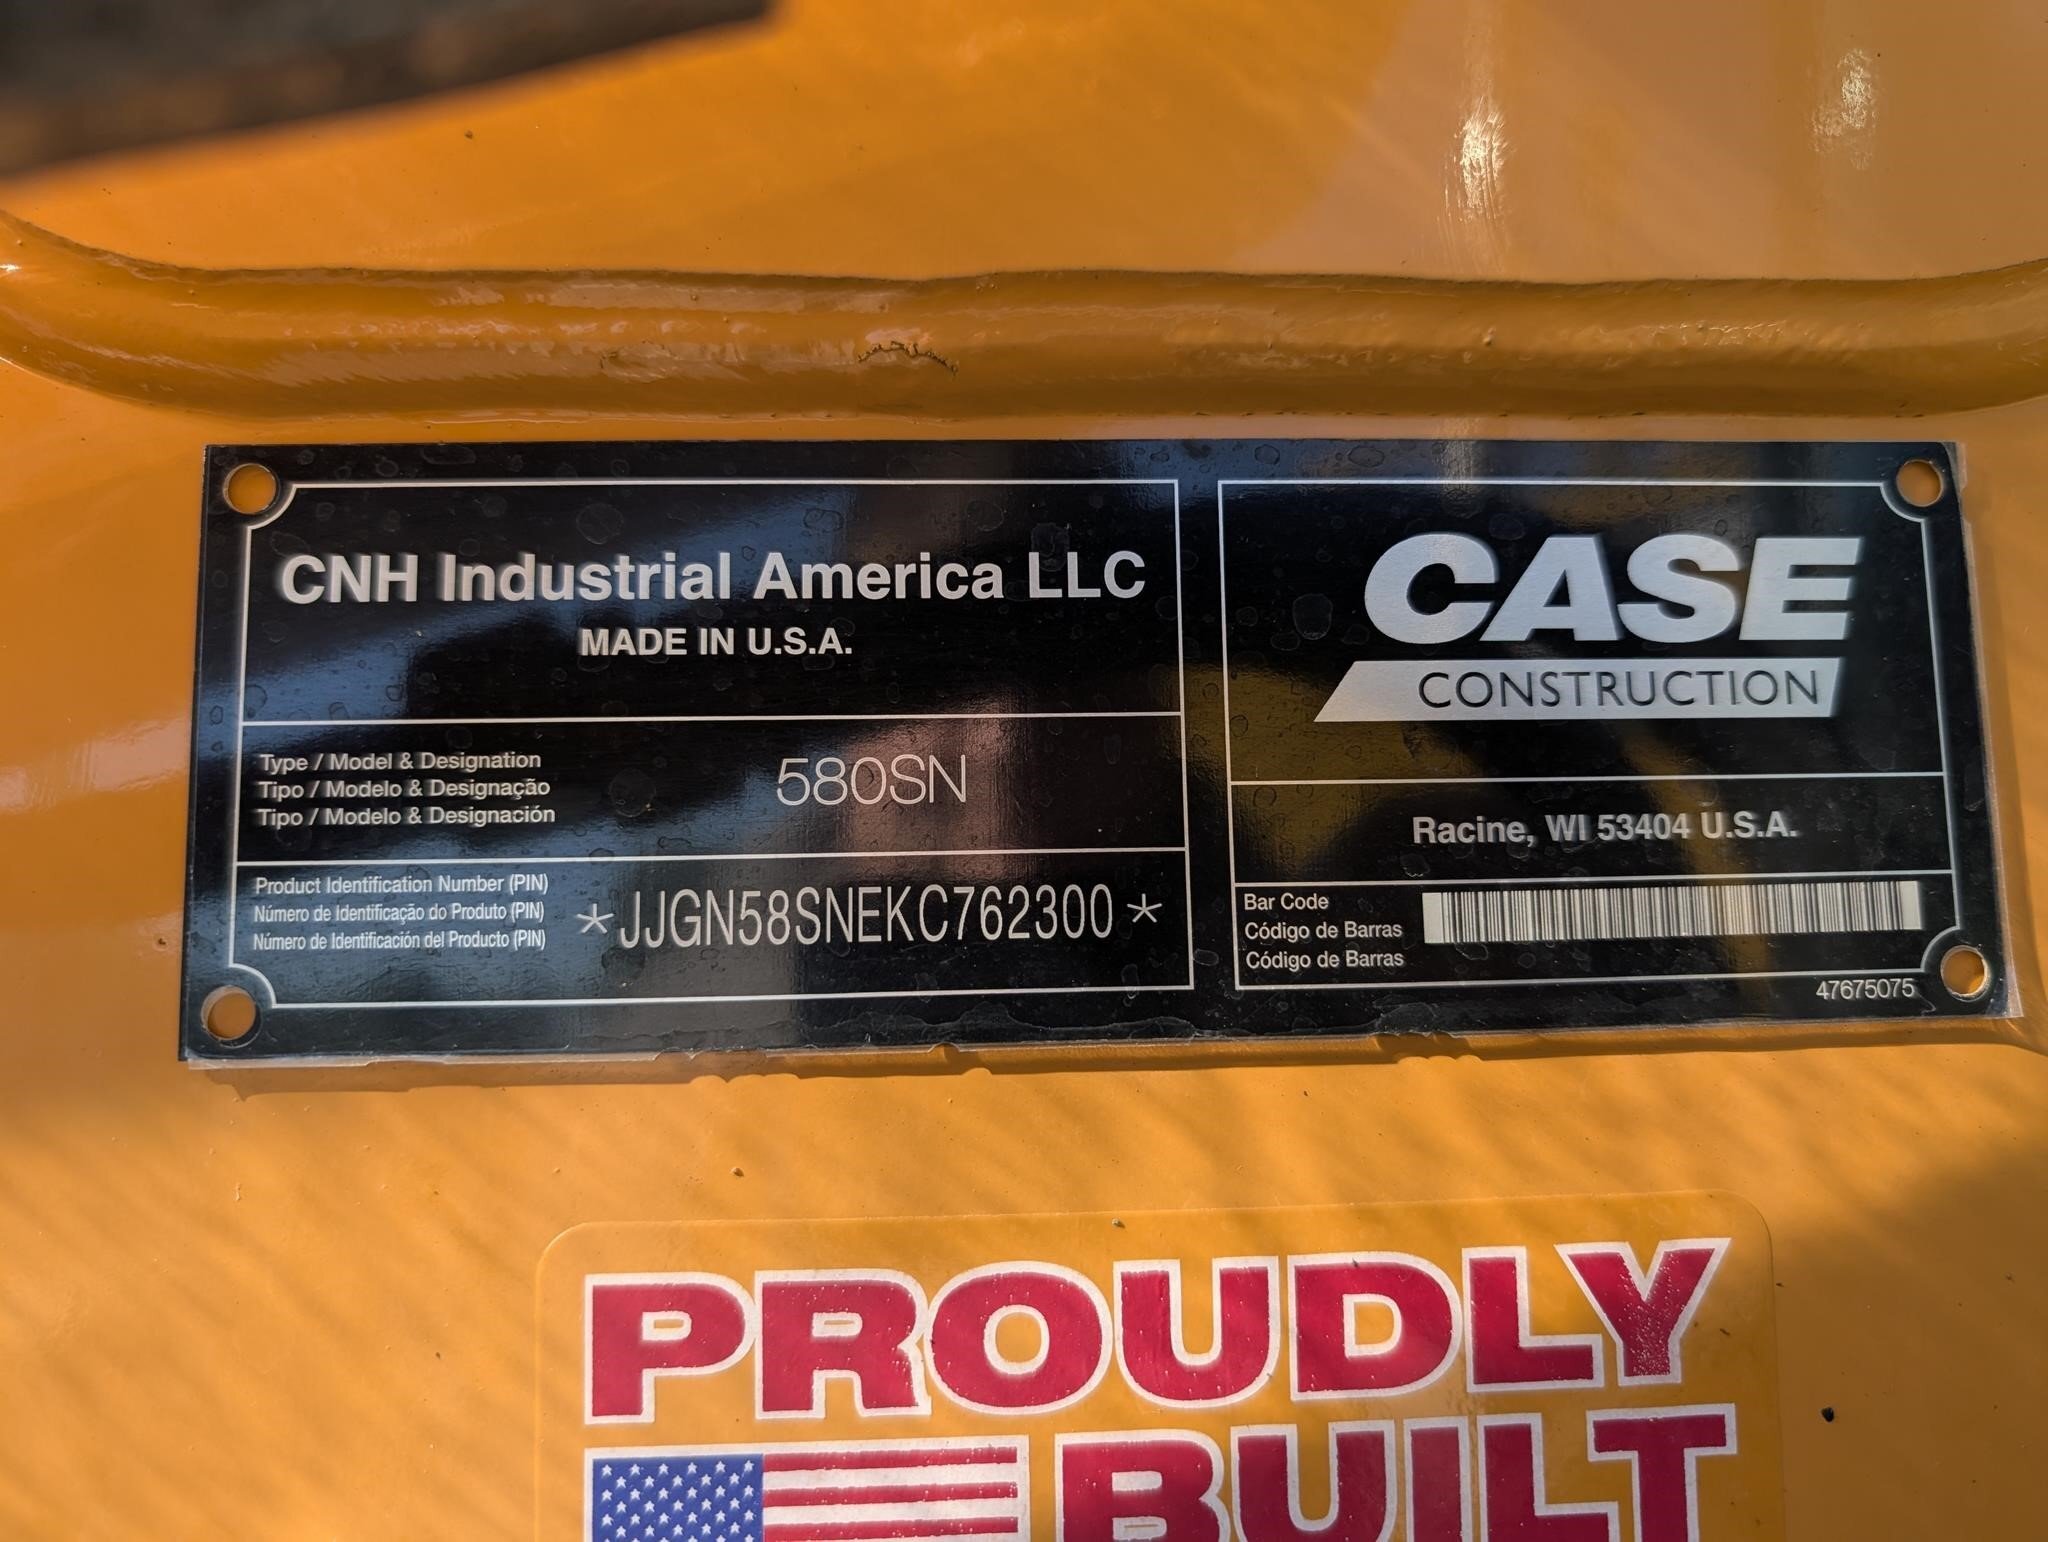 CNH Industrial America LLC
MADE IN U.S.A.
Type / Model & Designation
Tipo / Modelo & Designação
Tipo / Modelo & Designación
580SN
Product Identification Number (PIN)
Número de Identificação do Produto (PIN)
Número de Identificación del Producto (PIN)
*JJGN58SNEKC762300*
CASE
CONSTRUCTION
Racine, WI 53404 U.S.A.
Bar Code
Código de Barras
Código de Barras
47675075
PROUDLY
BUILT